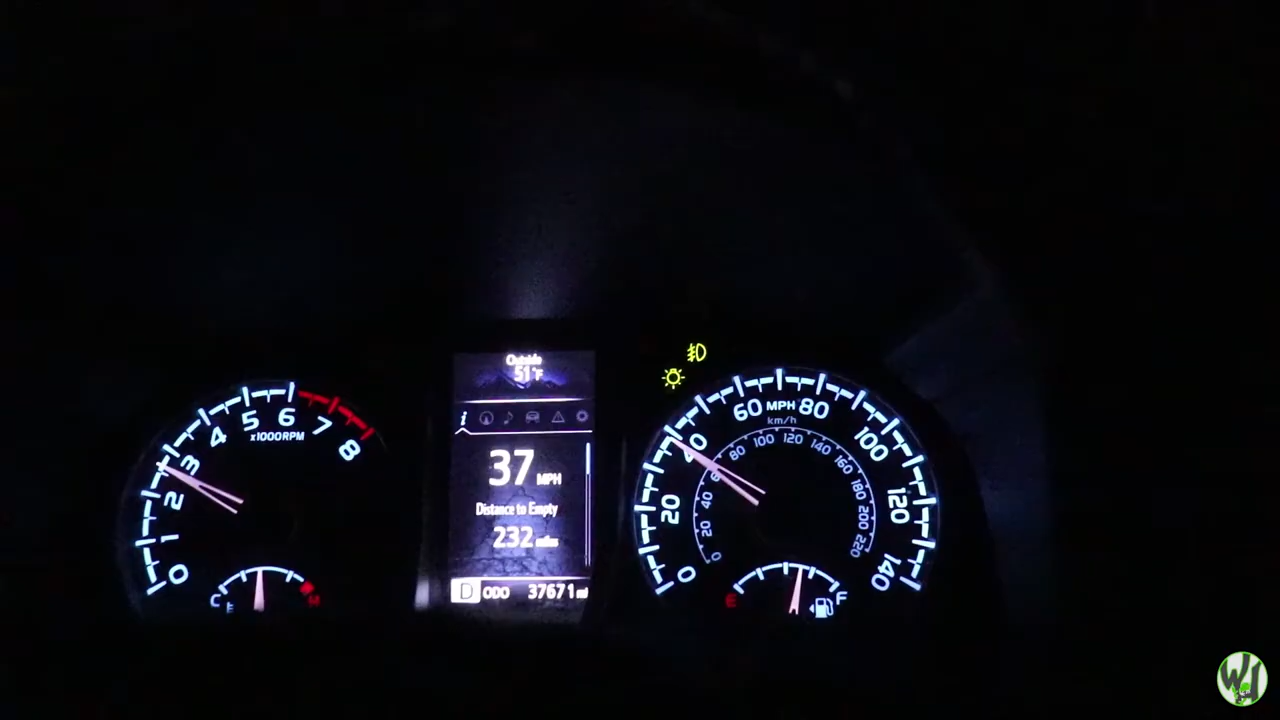 Outside
51°F
i
37 MPH
Distance to Empty
232 miles
D ODO 37671 mi
0 1 2 3 4 5 6 7 8
x1000RPM
C H
E
0 20 40 60 MPH 80 100 120 140
km/h
0 20 40 60 80 100 120 140 160 180 200 220
E F
W